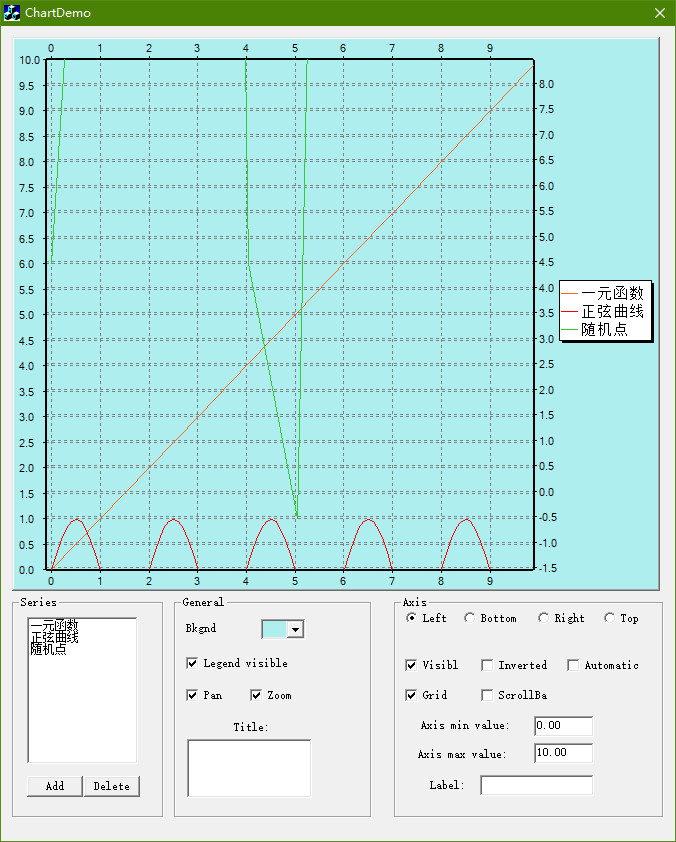 ChartDemo
0 1 2 3 4 5 6 7 8 9
10.0
9.5
9.0
8.5
8.0
7.5
7.0
6.5
6.0
5.5
5.0
4.5
4.0
3.5
3.0
2.5
2.0
1.5
1.0
0.5
0.0
8.0
7.5
7.0
6.5
6.0
5.5
5.0
4.5
4.0
3.5
3.0
2.5
2.0
1.5
1.0
0.5
0.0
-0.5
-1.0
-1.5
0 1 2 3 4 5 6 7 8 9
一元函数
正弦曲线
随机点
Series
一元函数
正弦曲线
随机点
Add Delete
General
Bkgnd
Legend visible
Pan Zoom
Title:
Axis
Left Bottom Right Top
Visibl Inverted Automatic
Grid ScrollBa
Axis min value: 0.00
Axis max value: 10.00
Label: